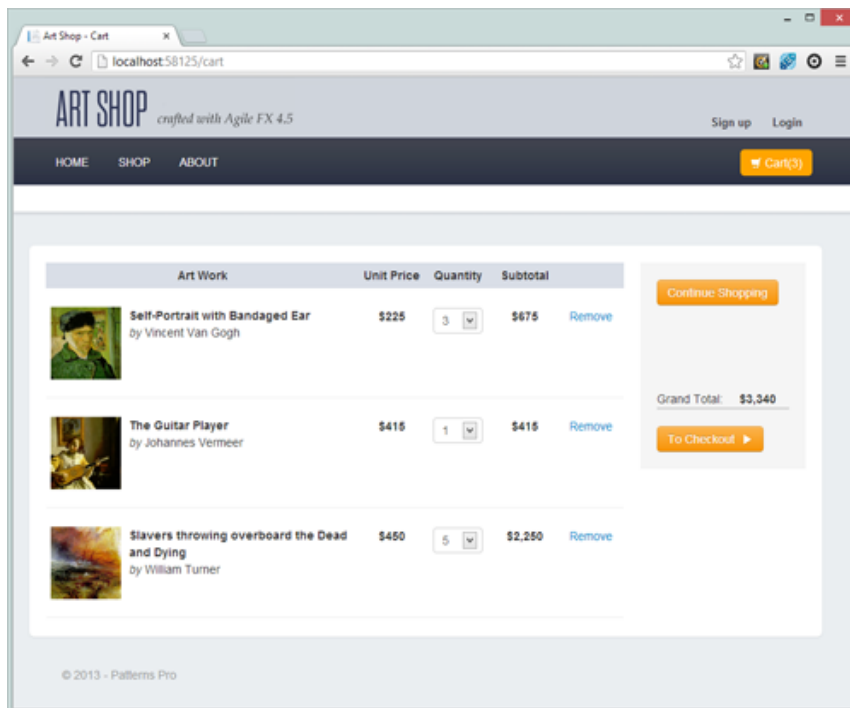 Art Shop - Cart
localhost:58125/cart
ART SHOP crafted with Agile FX 4.5
Sign up Login
HOME SHOP ABOUT Cart(3)
Art Work Unit Price Quantity Subtotal
Continue Shopping
Self-Portrait with Bandaged Ear $225 3 $675 Remove
by Vincent Van Gogh
Grand Total: $3,340
The Guitar Player $415 1 $415 Remove
by Johannes Vermeer
To Checkout
Slavers throwing overboard the Dead $450 5 $2,250 Remove
and Dying
by William Turner
© 2013 - Patterns Pro